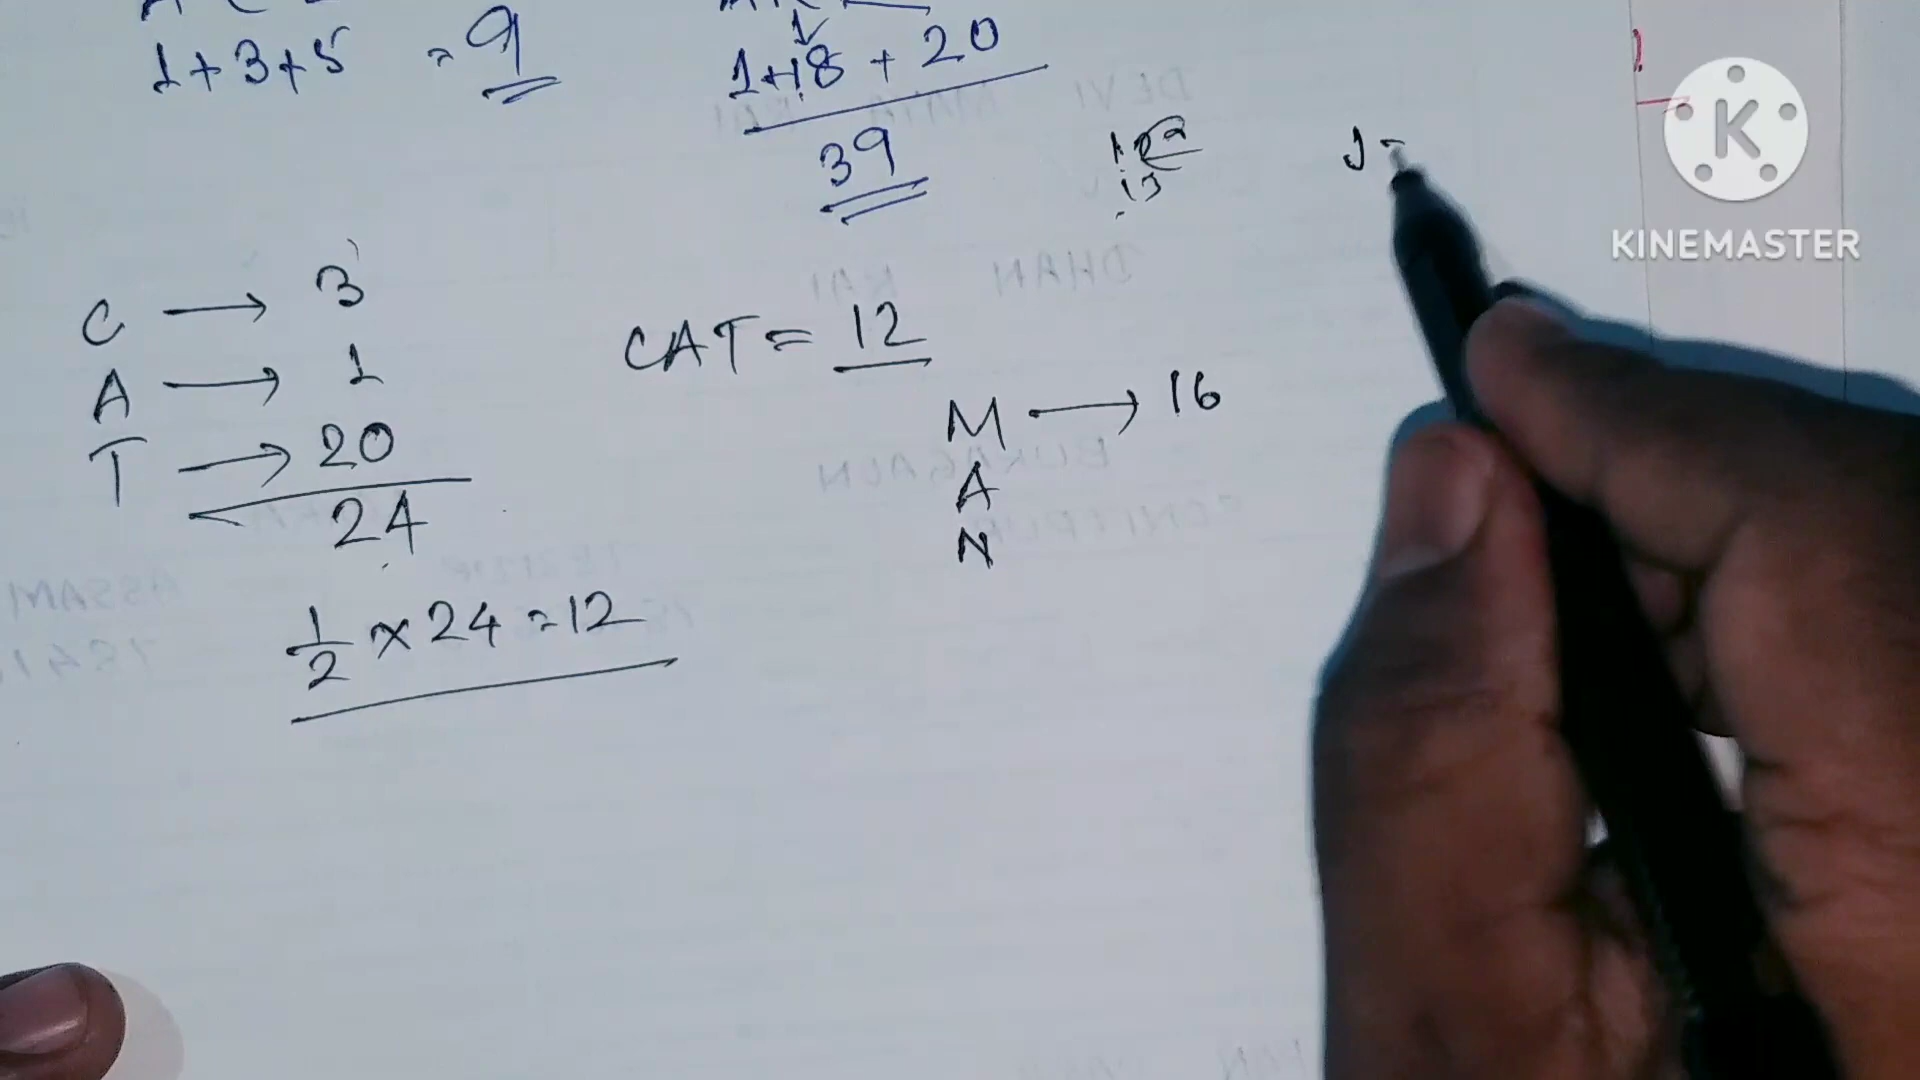 1+3+5 = 9
1+18 + 20
39
13
C → 3
A → 1
T → 20
24
1/2 × 24 = 12
CAT = 12
M → 16
A
N
K
KINEMASTER